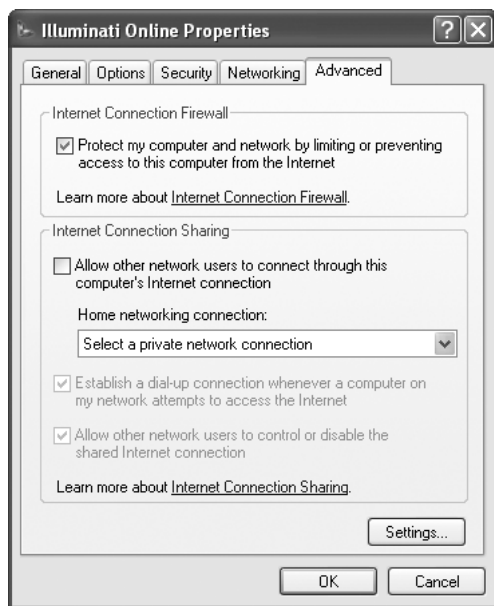 Illuminati Online Properties
General Options Security Networking Advanced
Internet Connection Firewall
Protect my computer and network by limiting or preventing
access to this computer from the Internet
Learn more about Internet Connection Firewall.
Internet Connection Sharing
Allow other network users to connect through this
computer's Internet connection
Home networking connection:
Select a private network connection
Establish a dial-up connection whenever a computer on
my network attempts to access the Internet
Allow other network users to control or disable the
shared Internet connection
Learn more about Internet Connection Sharing.
Settings...
OK Cancel